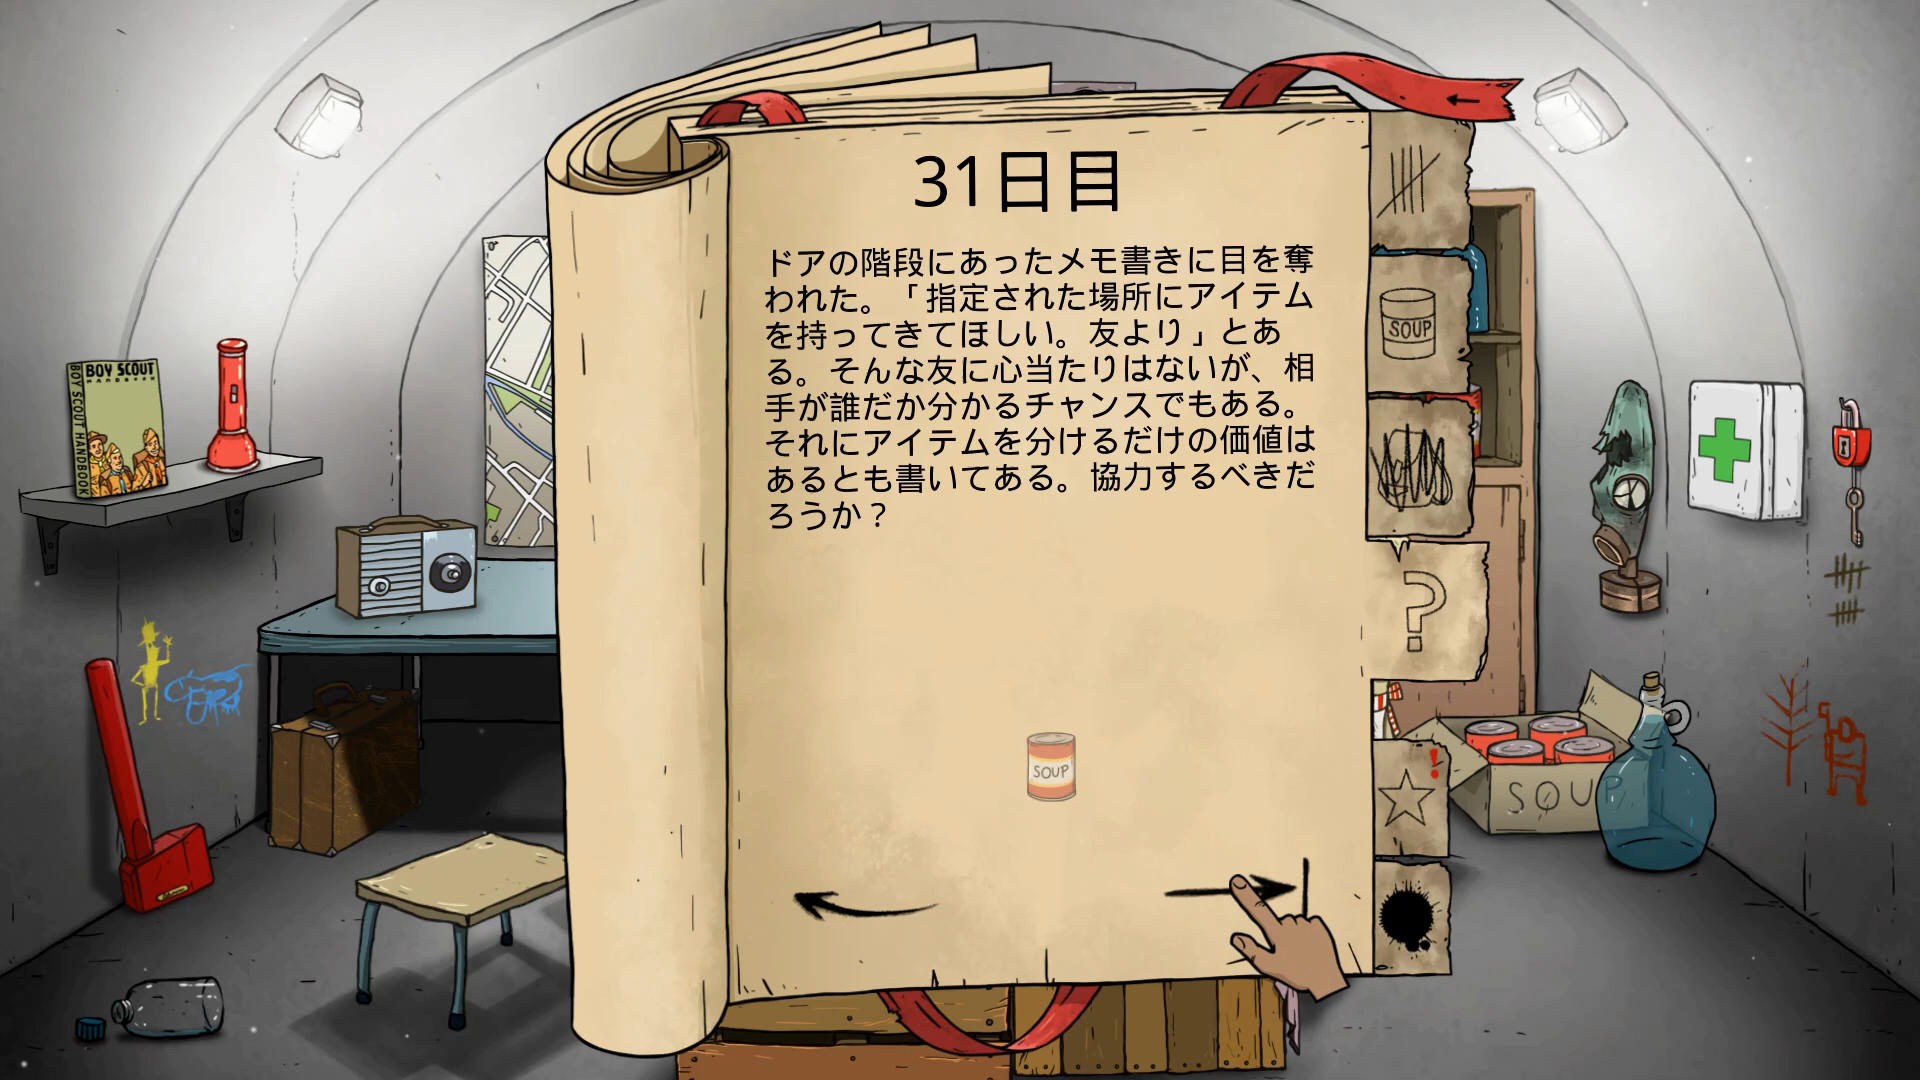 31日目
ドアの階段にあったメモ書きに目を奪
われた。「指定された場所にアイテム
を持ってきてほしい。友より」とあ
る。そんな友に心当たりはないが、相
手が誰だか分かるチャンスでもある。
それにアイテムを分けるだけの価値は
あるとも書いてある。協力するべきだ
ろうか？
SOUP
SOUP
?
!
BOY SCOUT
HANDBOOK
BOY SCOUT HANDBOOK
SOUP